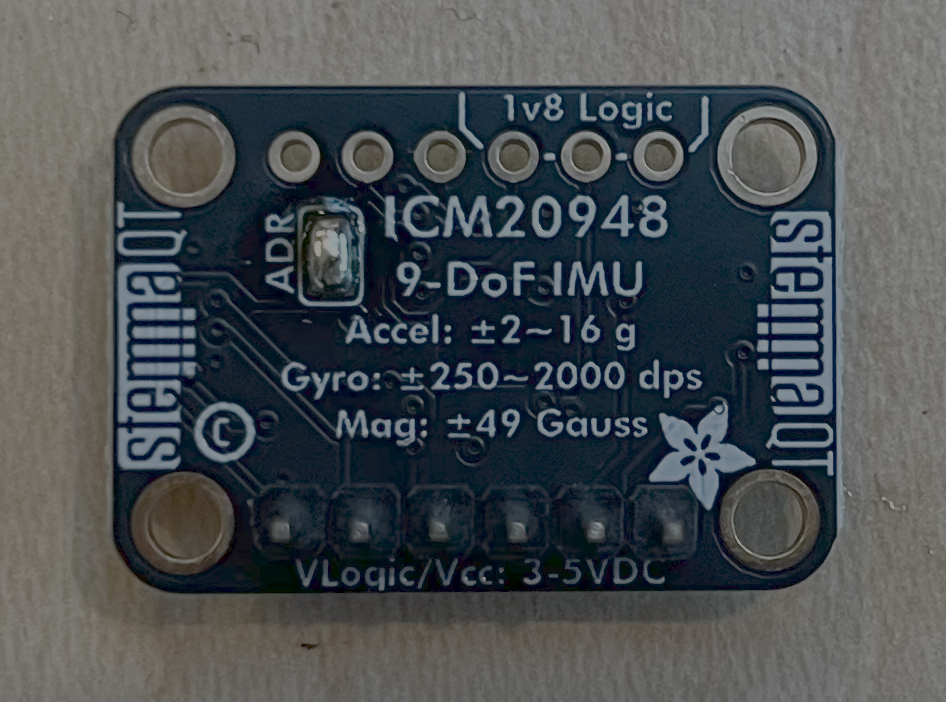 1v8 Logic
ICM20948
ADR
9-DoF IMU
Accel: ±2~16 g
Gyro: ±250~2000 dps
Mag: ±49 Gauss
VLogic/Vcc: 3-5VDC
stemmaQT
stemmaQT